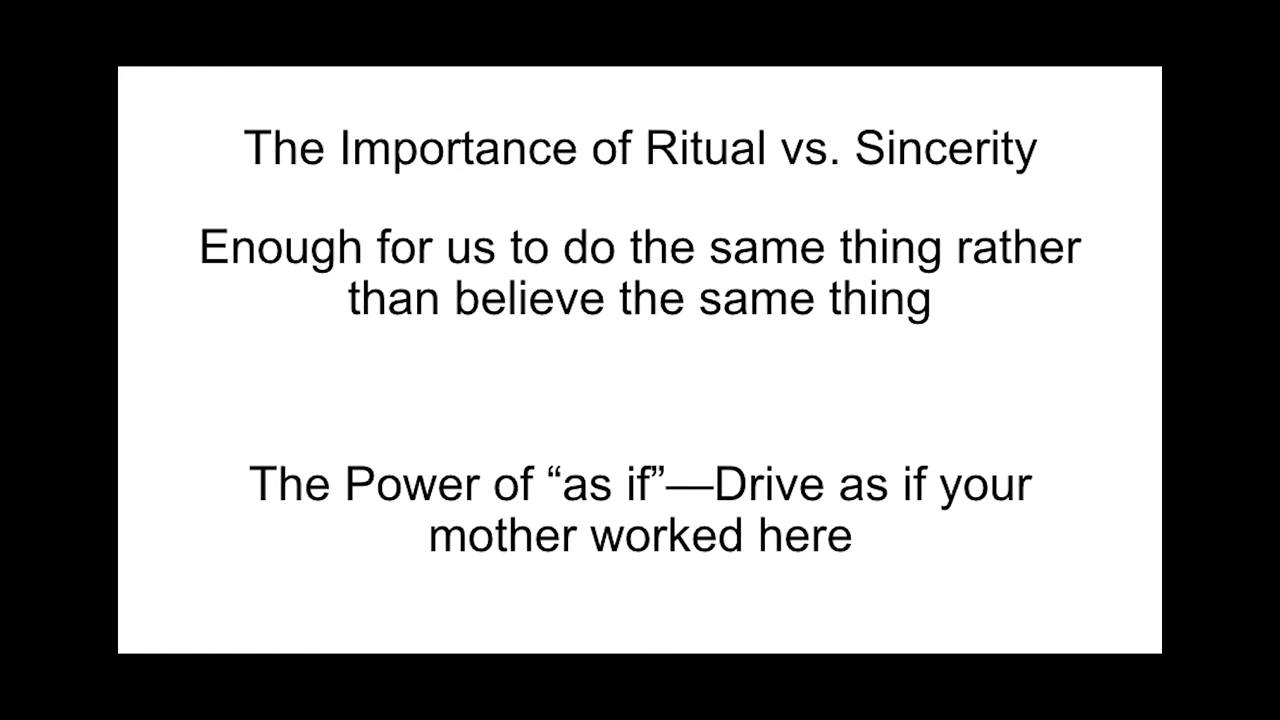 The Importance of Ritual vs. Sincerity
Enough for us to do the same thing rather
than believe the same thing
The Power of “as if”—Drive as if your
mother worked here